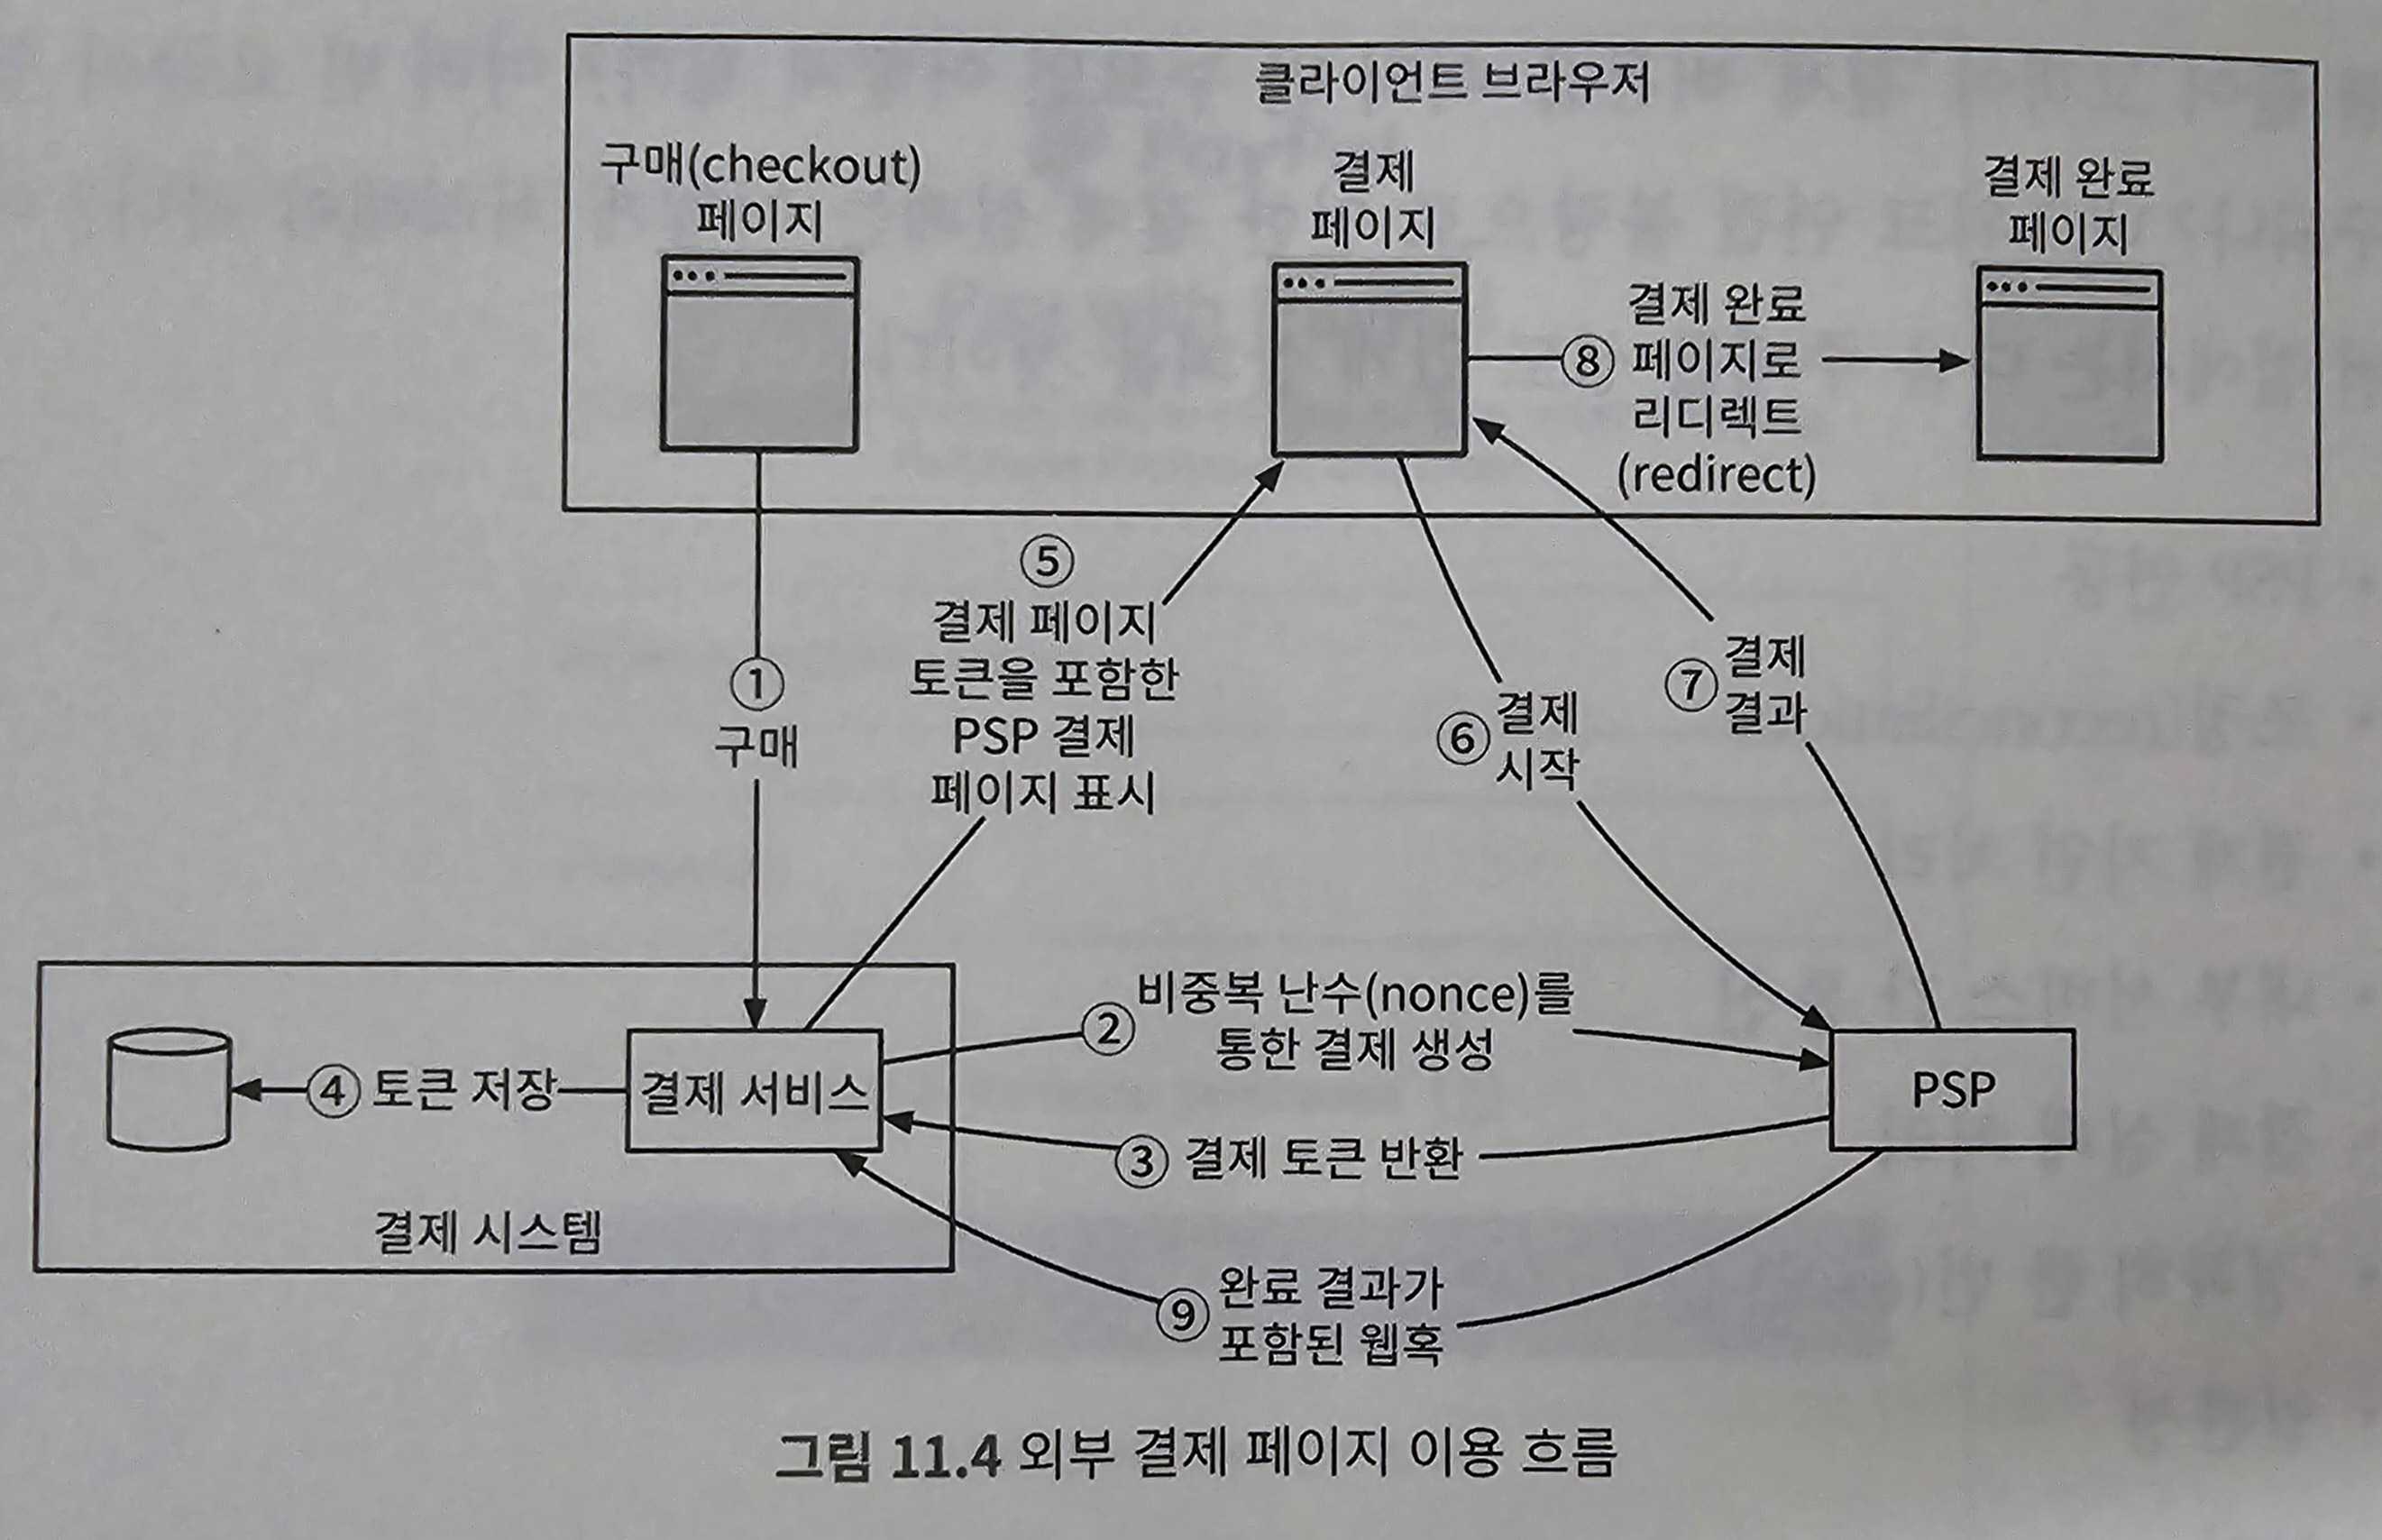 클라이언트 브라우저
구매(checkout)
페이지
결제
페이지
결제 완료
페이지
결제 완료
⑧ 페이지로
리디렉트
(redirect)
⑤
결제 페이지
토큰을 포함한
PSP 결제
페이지 표시
①
구매
⑥ 결제
시작
⑦ 결제
결과
② 비중복 난수(nonce)를
통한 결제 생성
④ 토큰 저장
결제 서비스
PSP
③ 결제 토큰 반환
결제 시스템
⑨ 완료 결과가
포함된 웹혹
그림 11.4 외부 결제 페이지 이용 흐름